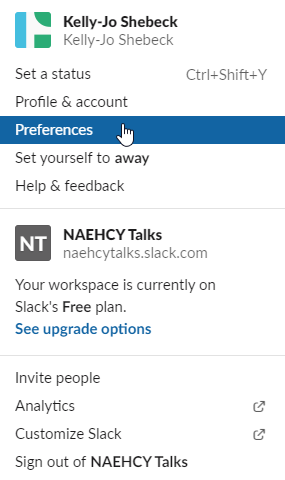 Kelly-Jo Shebeck
Kelly-Jo Shebeck
Set a status Ctrl+Shift+Y
Profile & account
Preferences
Set yourself to away
Help & feedback
NT
NAEHCY Talks
naehcytalks.slack.com
Your workspace is currently on
Slack's Free plan.
See upgrade options
Invite people
Analytics
Customize Slack
Sign out of NAEHCY Talks